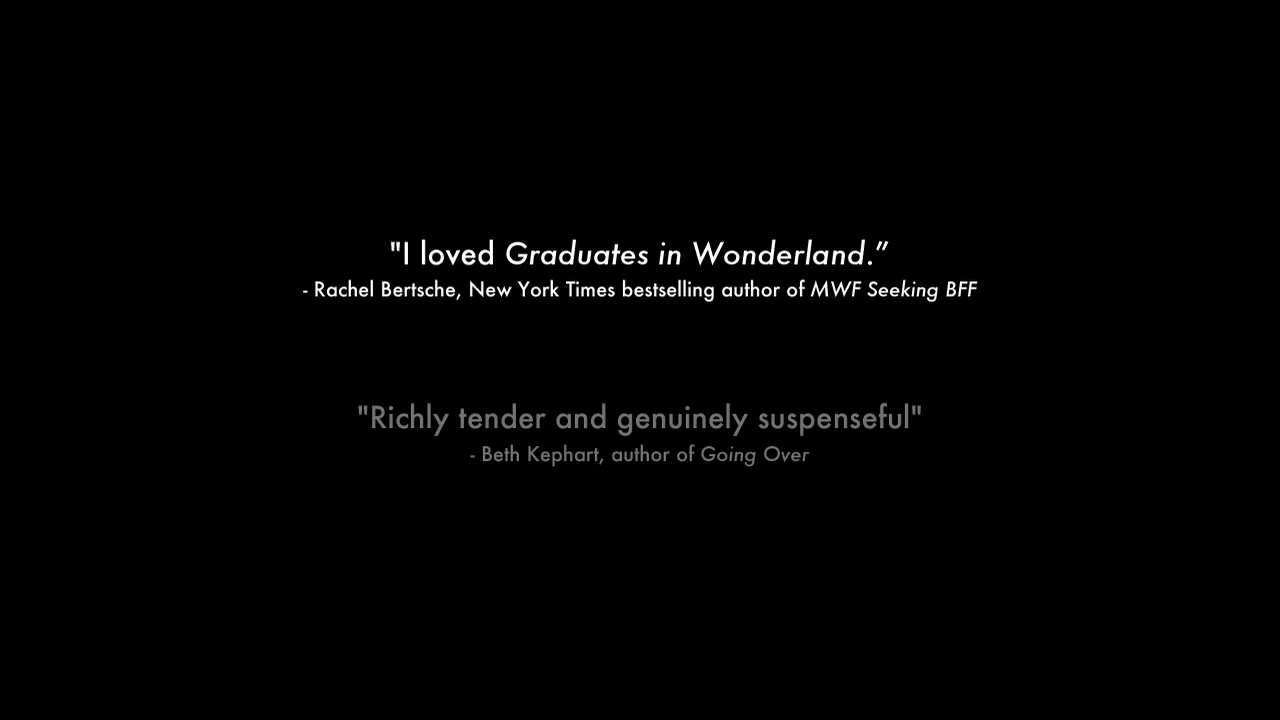 "I loved Graduates in Wonderland.”
- Rachel Bertsche, New York Times bestselling author of MWF Seeking BFF
"Richly tender and genuinely suspenseful"
- Beth Kephart, author of Going Over